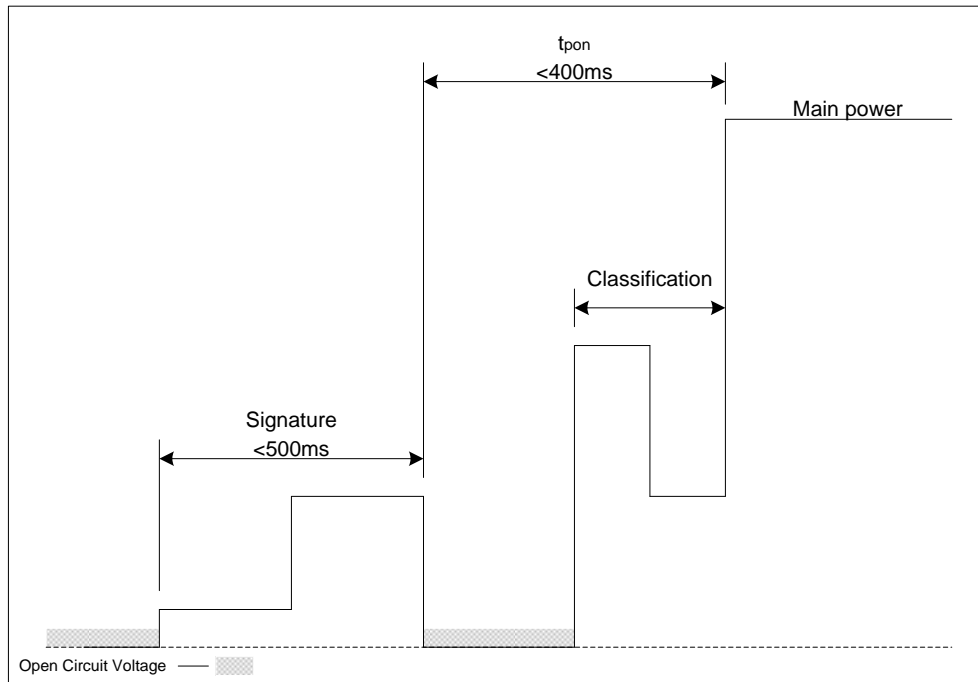 tpon
<400ms
Main power
Classification
Signature
<500ms
Open Circuit Voltage